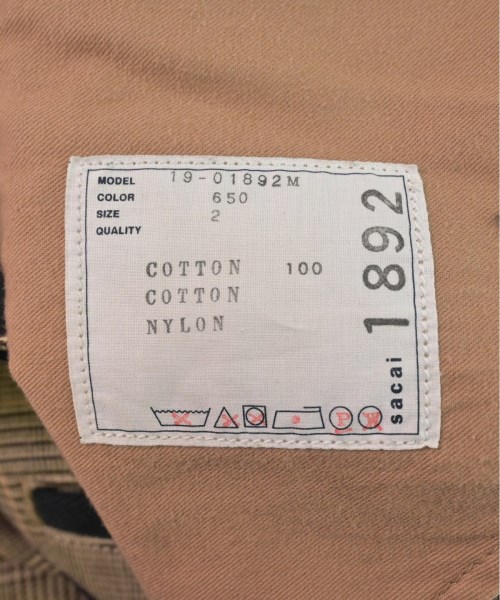 MODEL 19-01892M
COLOR 650
SIZE 2
QUALITY
COTTON 100
COTTON
NYLON
P W
sacai 1892